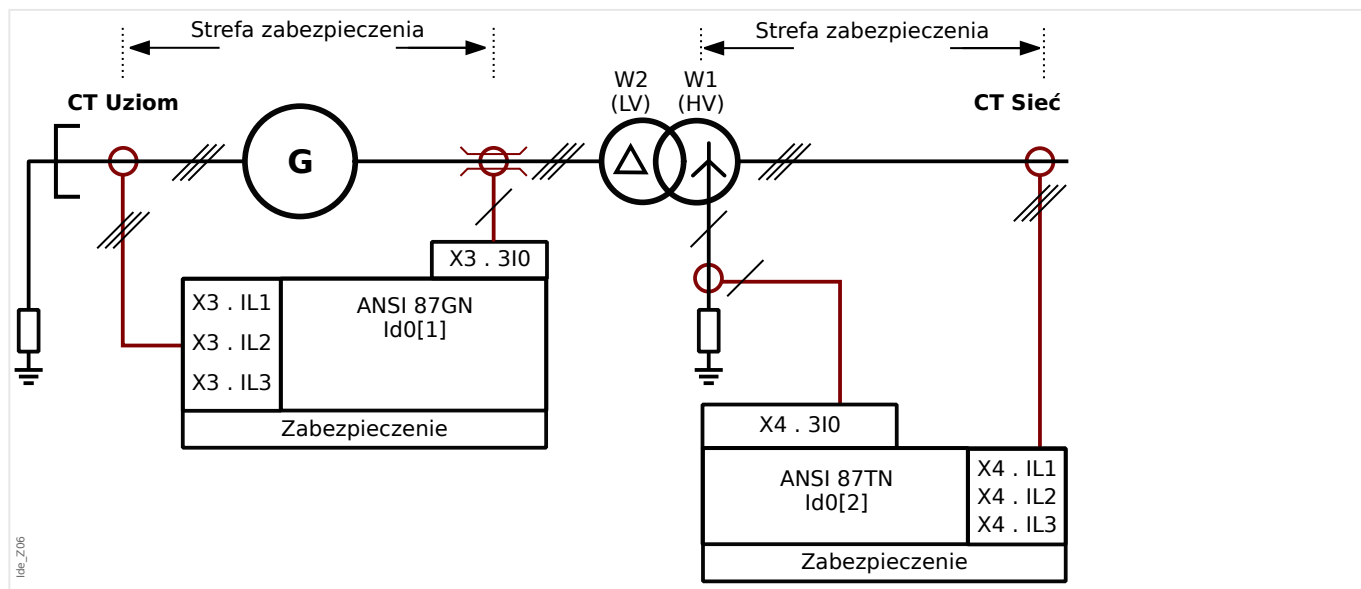 Strefa zabezpieczenia
Strefa zabezpieczenia
W2
(LV)
W1
(HV)
CT Uziom
CT Sieć
G
X3 . 3I0
X3 . IL1
X3 . IL2
X3 . IL3
ANSI 87GN
Id0[1]
Zabezpieczenie
X4 . 3I0
ANSI 87TN
Id0[2]
X4 . IL1
X4 . IL2
X4 . IL3
Zabezpieczenie
Ide_Z06